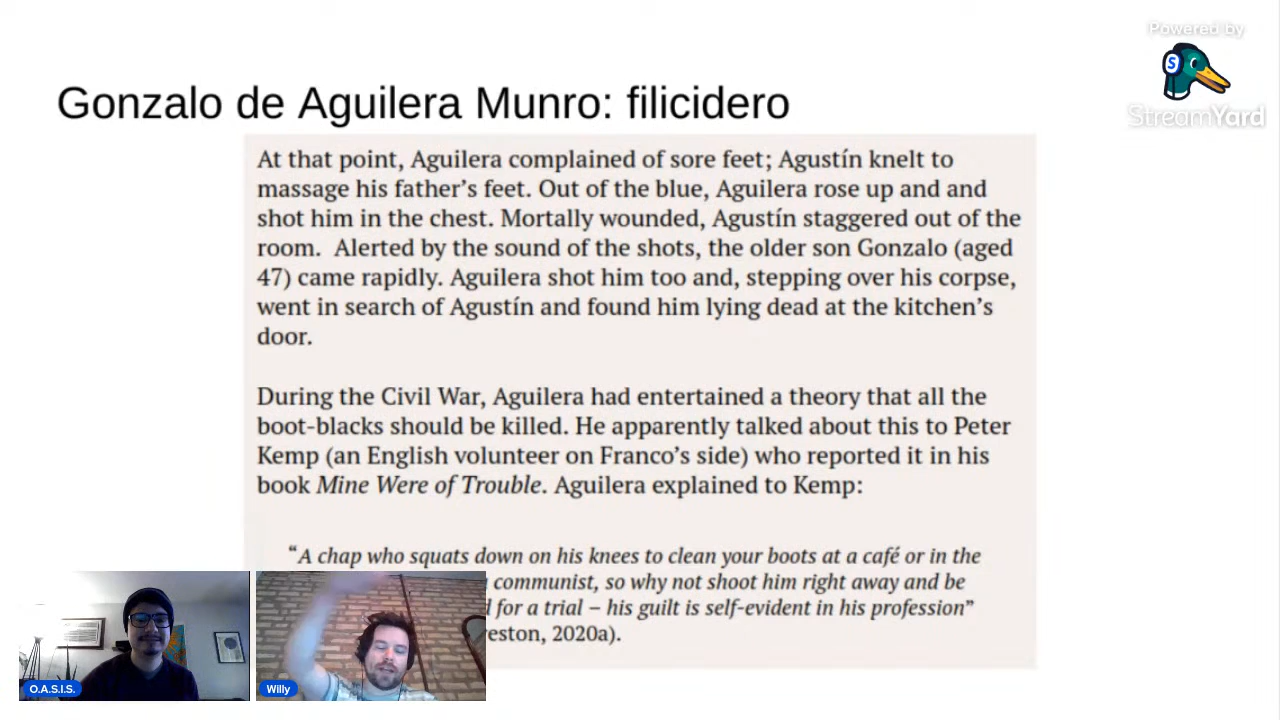 Powered by
StreamYard
Gonzalo de Aguilera Munro: filicidero
At that point, Aguilera complained of sore feet; Agustín knelt to
massage his father's feet. Out of the blue, Aguilera rose up and and
shot him in the chest. Mortally wounded, Agustín staggered out of the
room. Alerted by the sound of the shots, the older son Gonzalo (aged
47) came rapidly. Aguilera shot him too and, stepping over his corpse,
went in search of Agustín and found him lying dead at the kitchen's
door.
During the Civil War, Aguilera had entertained a theory that all the
boot-blacks should be killed. He apparently talked about this to Peter
Kemp (an English volunteer on Franco's side) who reported it in his
book Mine Were of Trouble. Aguilera explained to Kemp:
“A chap who squats down on his knees to clean your boots at a café or in the
communist, so why not shoot him right away and be
for a trial – his guilt is self-evident in his profession”
reston, 2020a).
O.A.S.I.S.
Willy